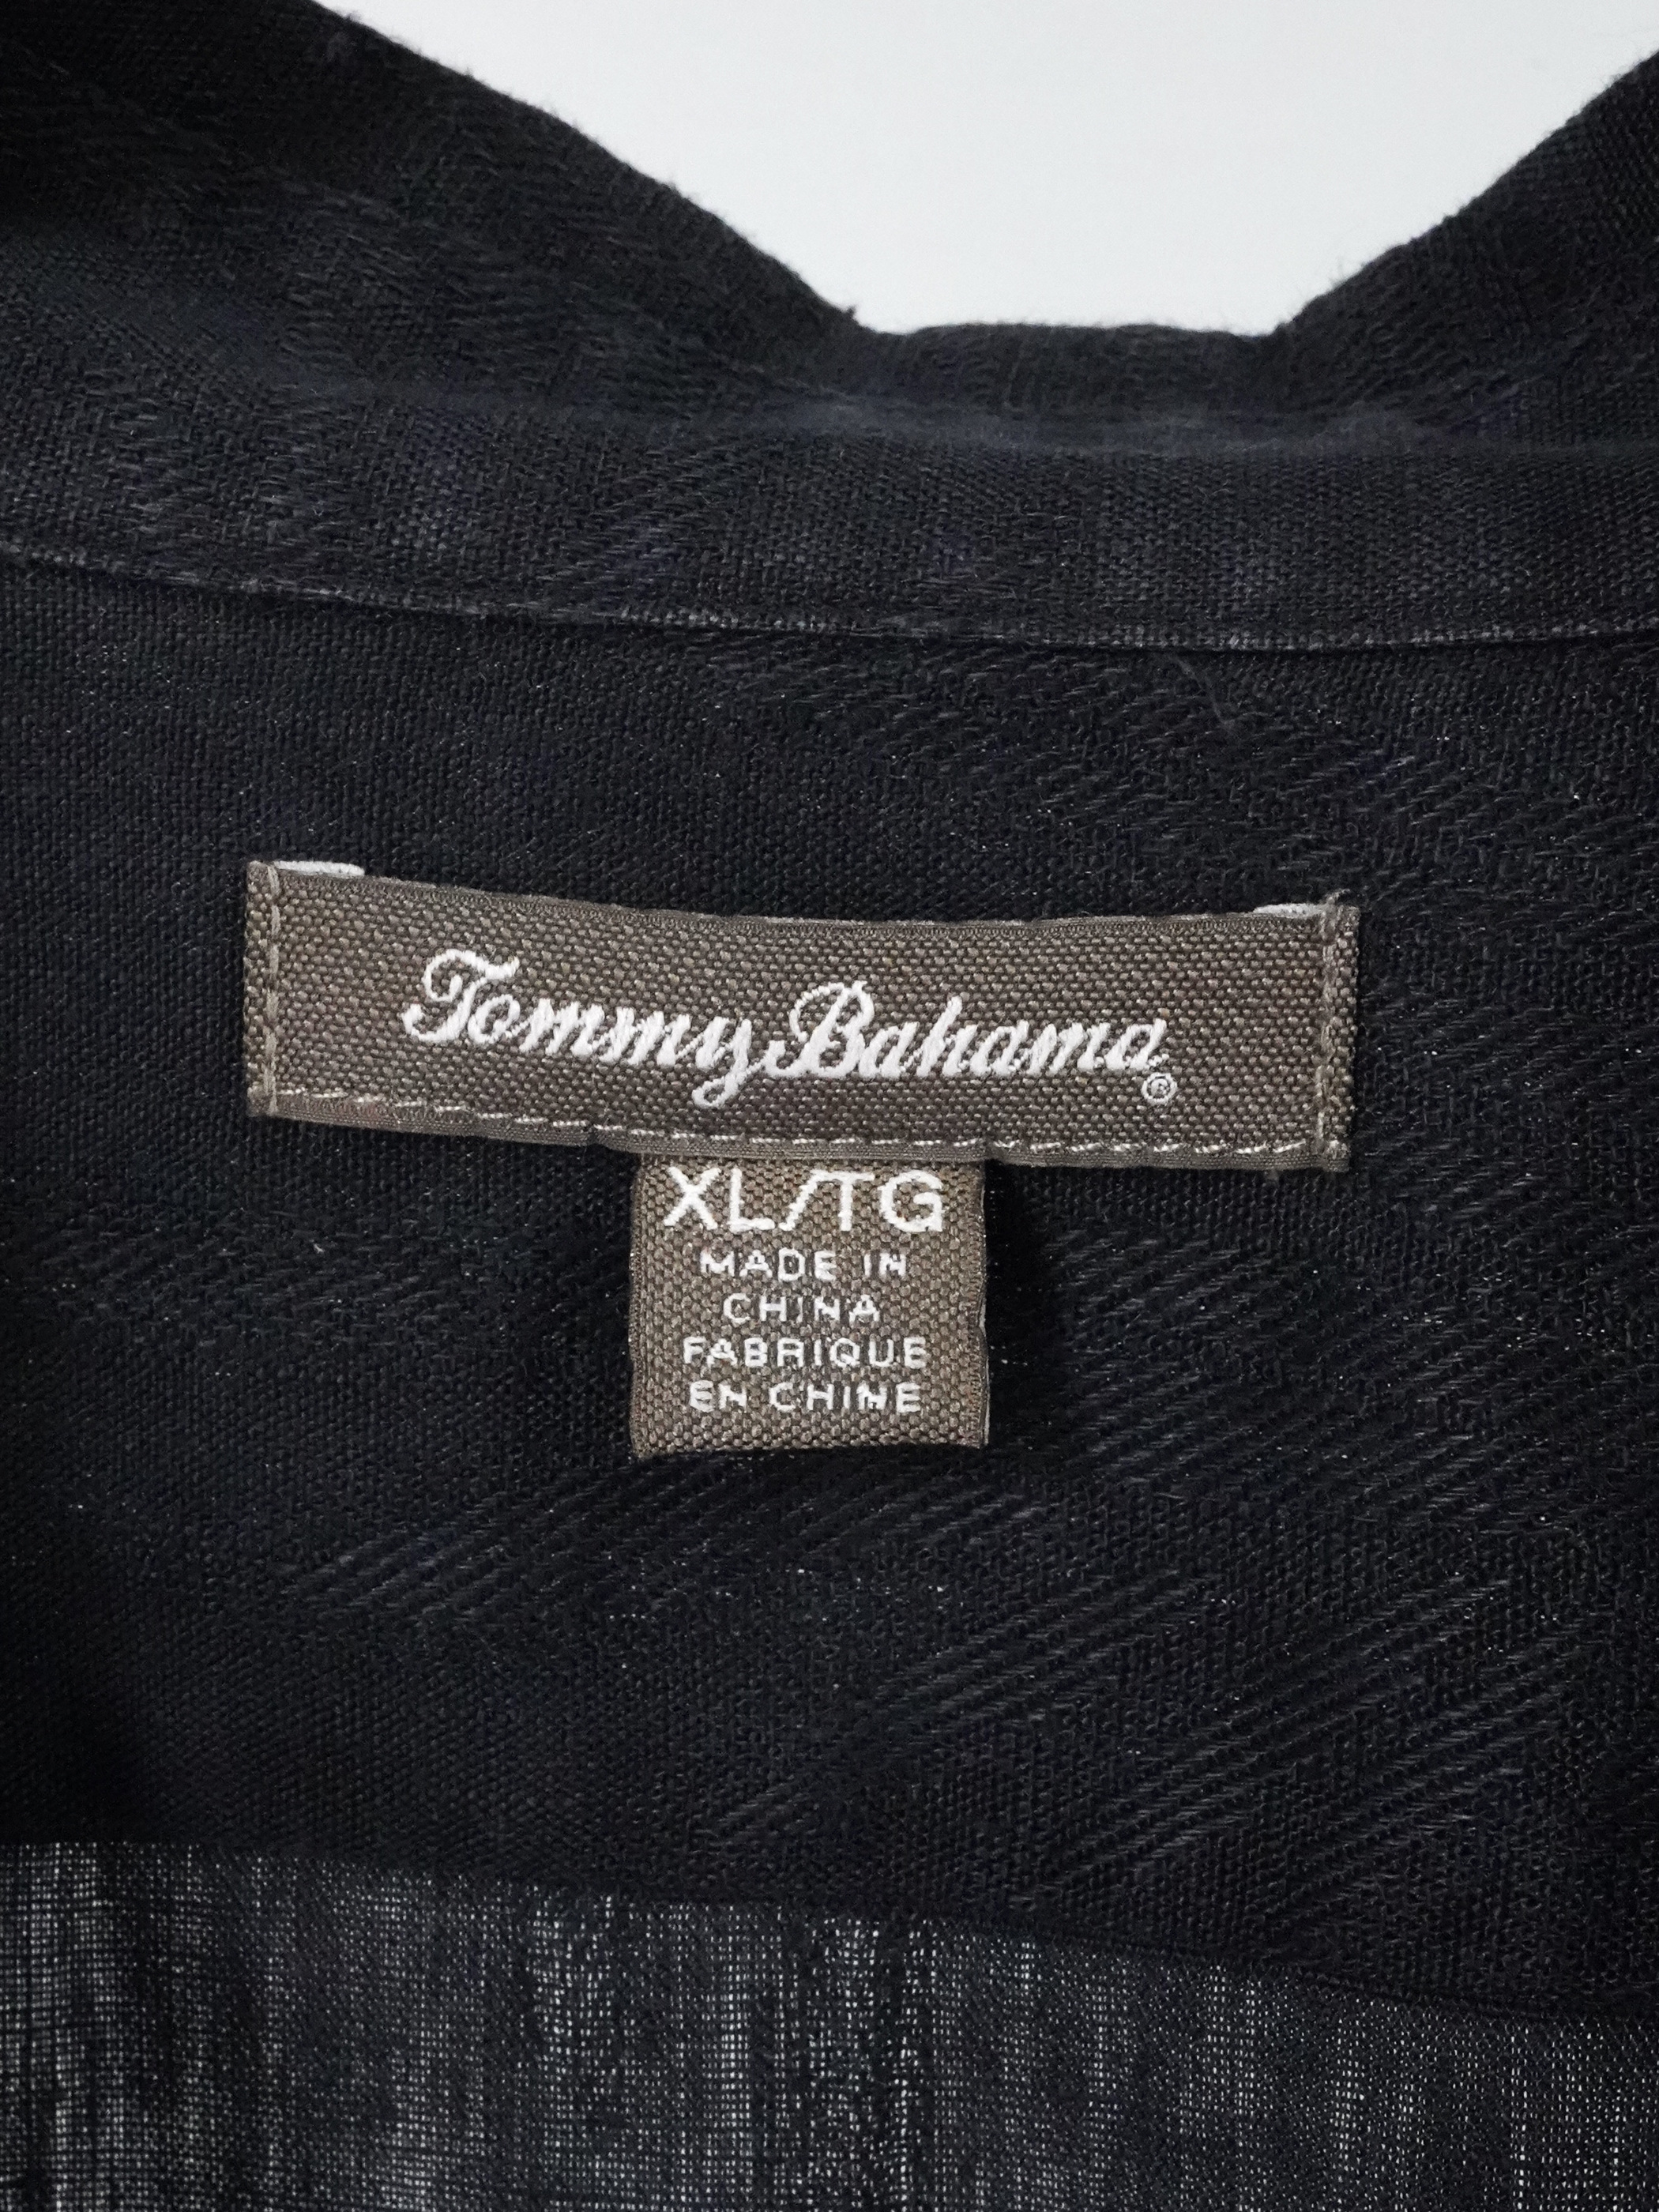 Tommy Bahama®
XL/TG
MADE IN
CHINA
FABRIQUE
EN CHINE